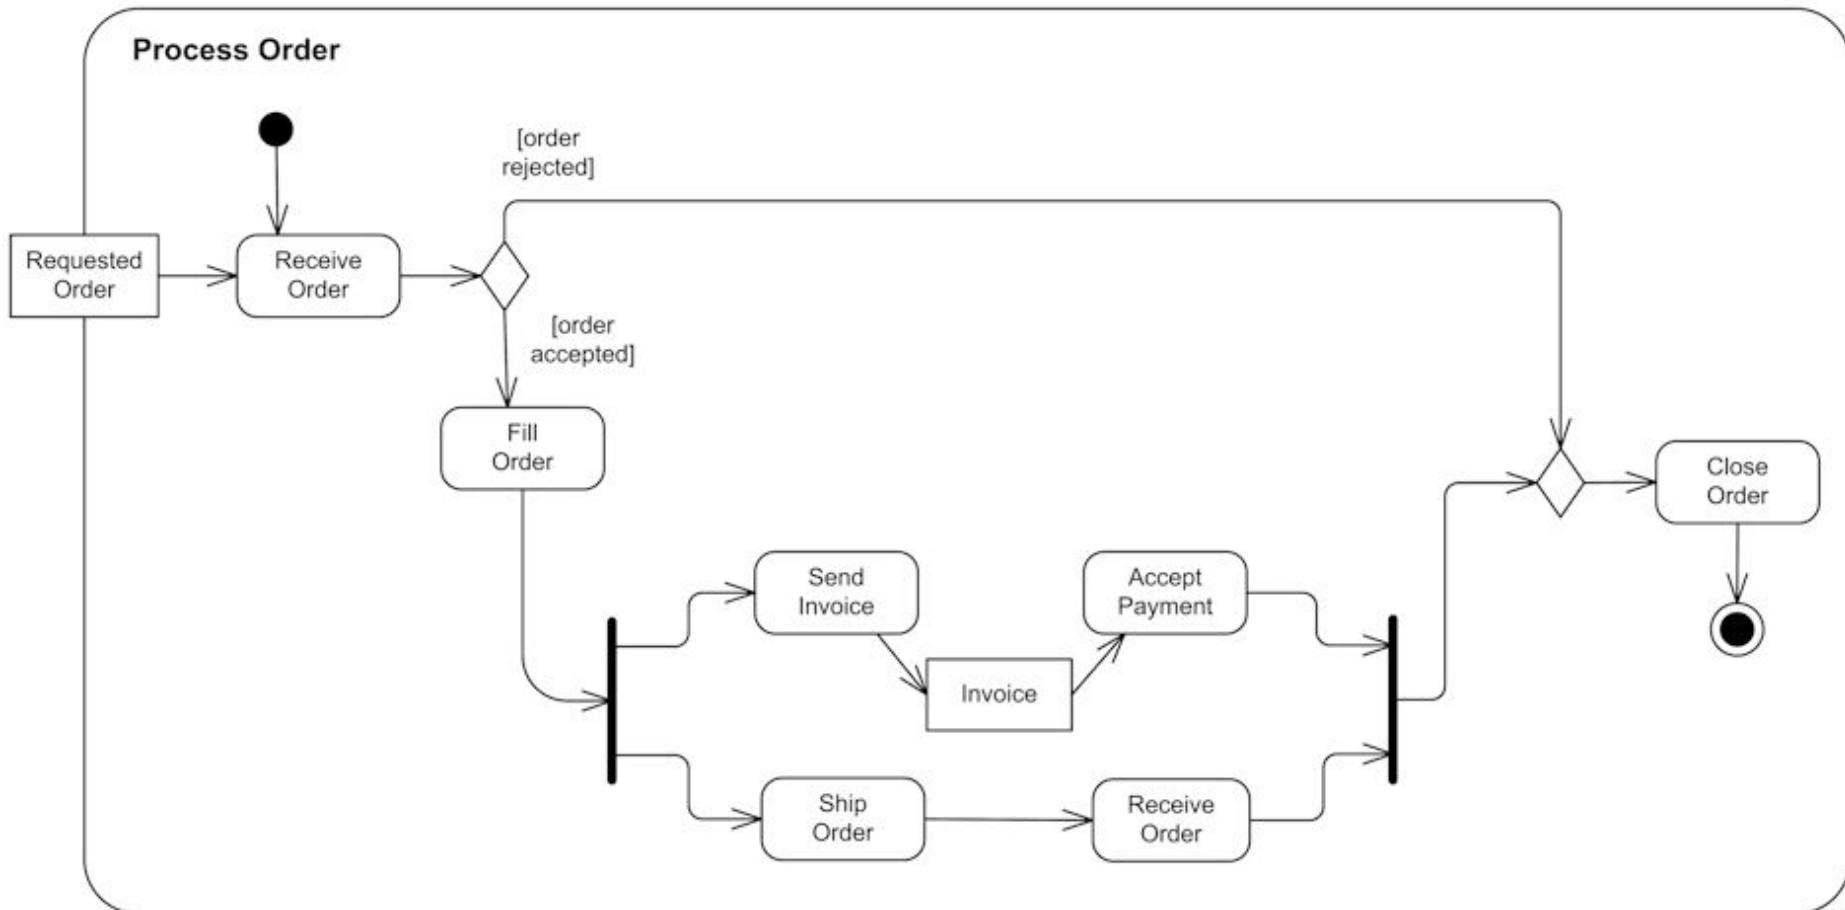 Process Order
[order
rejected]
Requested
Order
Receive
Order
[order
accepted]
Fill
Order
Close
Order
Send
Invoice
Accept
Payment
Invoice
Ship
Order
Receive
Order